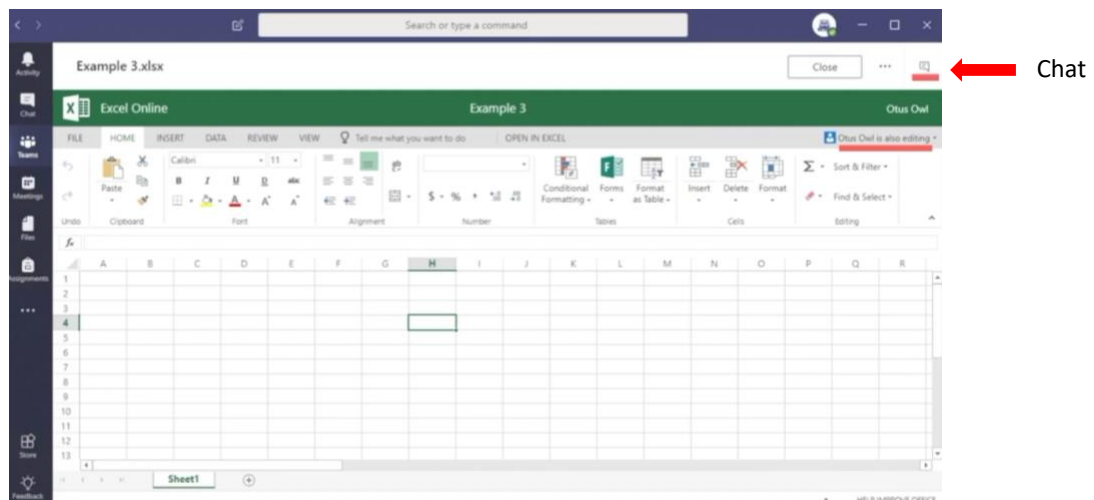 Search or type a command
Activity
Example 3.xlsx
Close
Chat
Chat
Excel Online
Example 3
Otus Owl
Teams
FILE HOME INSERT DATA REVIEW VIEW Tell me what you want to do OPEN IN EXCEL
Otus Owl is also editing
Meetings
Calibri 11
Paste
B I U D abc
$ % ,
Conditional Formatting
Forms
Format as Table
Insert Delete Format
Σ Sort & Filter
Find & Select
Files
Undo Clipboard Font Alignment Number Tables Cells Editing
fx
Assignments
A B C D E F G H I J K L M N O P Q R
1
2
3
4
5
6
7
8
9
10
11
12
13
Store
Sheet1
Feedback
HELP IMPROVE OFFICE